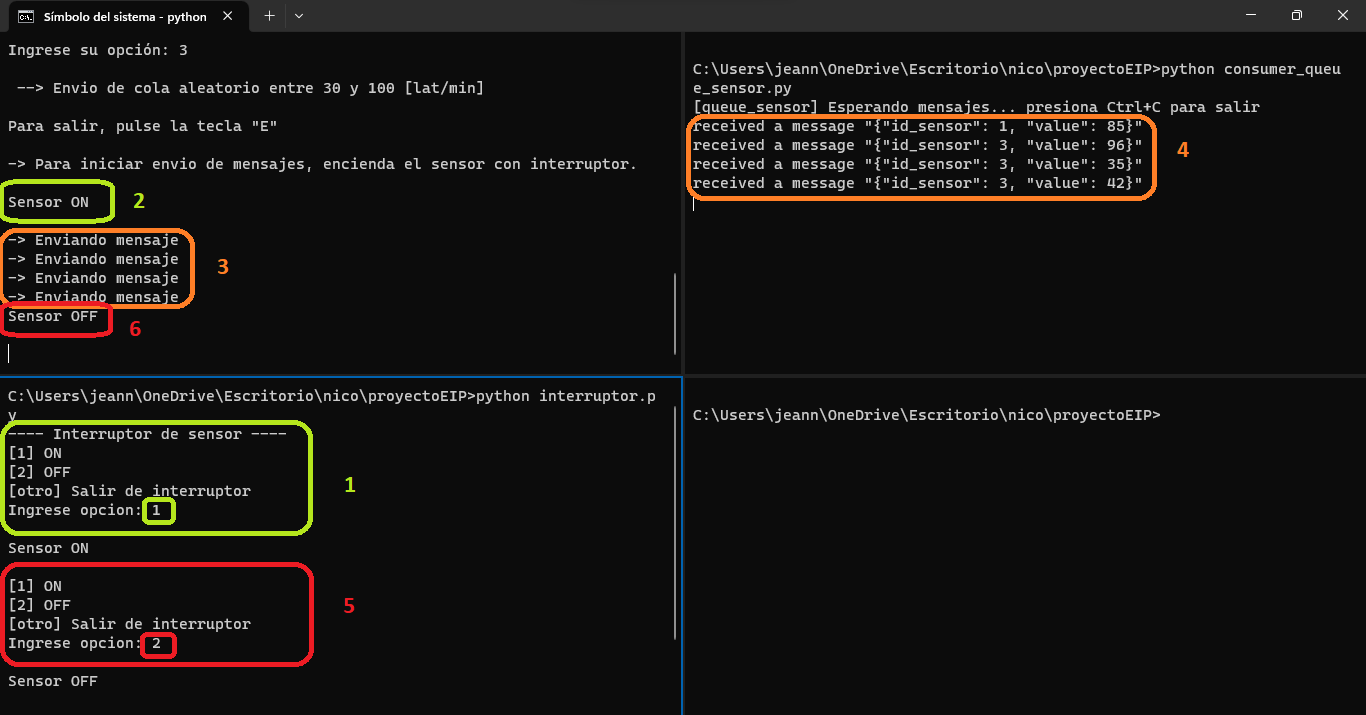 Símbolo del sistema - python
Ingrese su opción: 3
--> Envio de cola aleatorio entre 30 y 100 [lat/min]
Para salir, pulse la tecla "E"
-> Para iniciar envio de mensajes, encienda el sensor con interruptor.
Sensor ON
2
-> Enviando mensaje
-> Enviando mensaje
-> Enviando mensaje
-> Enviando mensaje
3
Sensor OFF
6
C:\Users\jeann\OneDrive\Escritorio\nico\proyectoEIP>python consumer_queu
e_sensor.py
[queue_sensor] Esperando mensajes... presiona Ctrl+C para salir
received a message "{"id_sensor": 1, "value": 85}"
received a message "{"id_sensor": 3, "value": 96}"
received a message "{"id_sensor": 3, "value": 35}"
received a message "{"id_sensor": 3, "value": 42}"
4
C:\Users\jeann\OneDrive\Escritorio\nico\proyectoEIP>python interruptor.p
y
---- Interruptor de sensor ----
[1] ON
[2] OFF
[otro] Salir de interruptor
Ingrese opcion: 1
1
Sensor ON
[1] ON
[2] OFF
[otro] Salir de interruptor
Ingrese opcion: 2
5
Sensor OFF
C:\Users\jeann\OneDrive\Escritorio\nico\proyectoEIP>